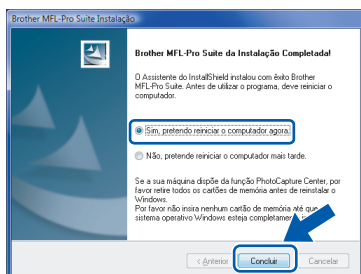 Brother MFL-Pro Suite Instalação
Brother MFL-Pro Suite da Instalação Completada!
O Assistente do InstallShield instalou com êxito Brother
MFL-Pro Suite. Antes de utilizar o programa, deve reiniciar o
computador.
Sim, pretendo reiniciar o computador agora.
Não, pretende reiniciar o computador mais tarde.
Se a sua máquina dispõe da função PhotoCapture Center, por
favor retire todos os cartões de memória antes de reinstalar o
Windows.
Por favor não insira nenhum cartão de memória até que
sistema operativo Windows esteja completamente
< Anterior
Concluir
Cancelar